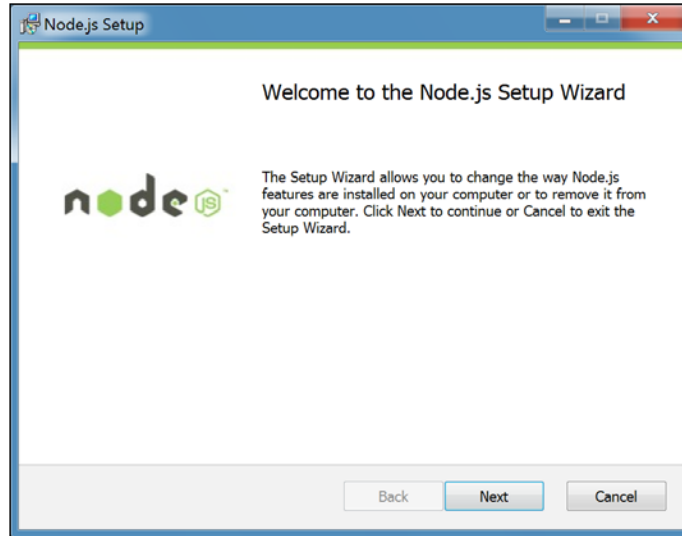 Node.js Setup
Welcome to the Node.js Setup Wizard
node JS™
The Setup Wizard allows you to change the way Node.js
features are installed on your computer or to remove it from
your computer. Click Next to continue or Cancel to exit the
Setup Wizard.
Back Next Cancel